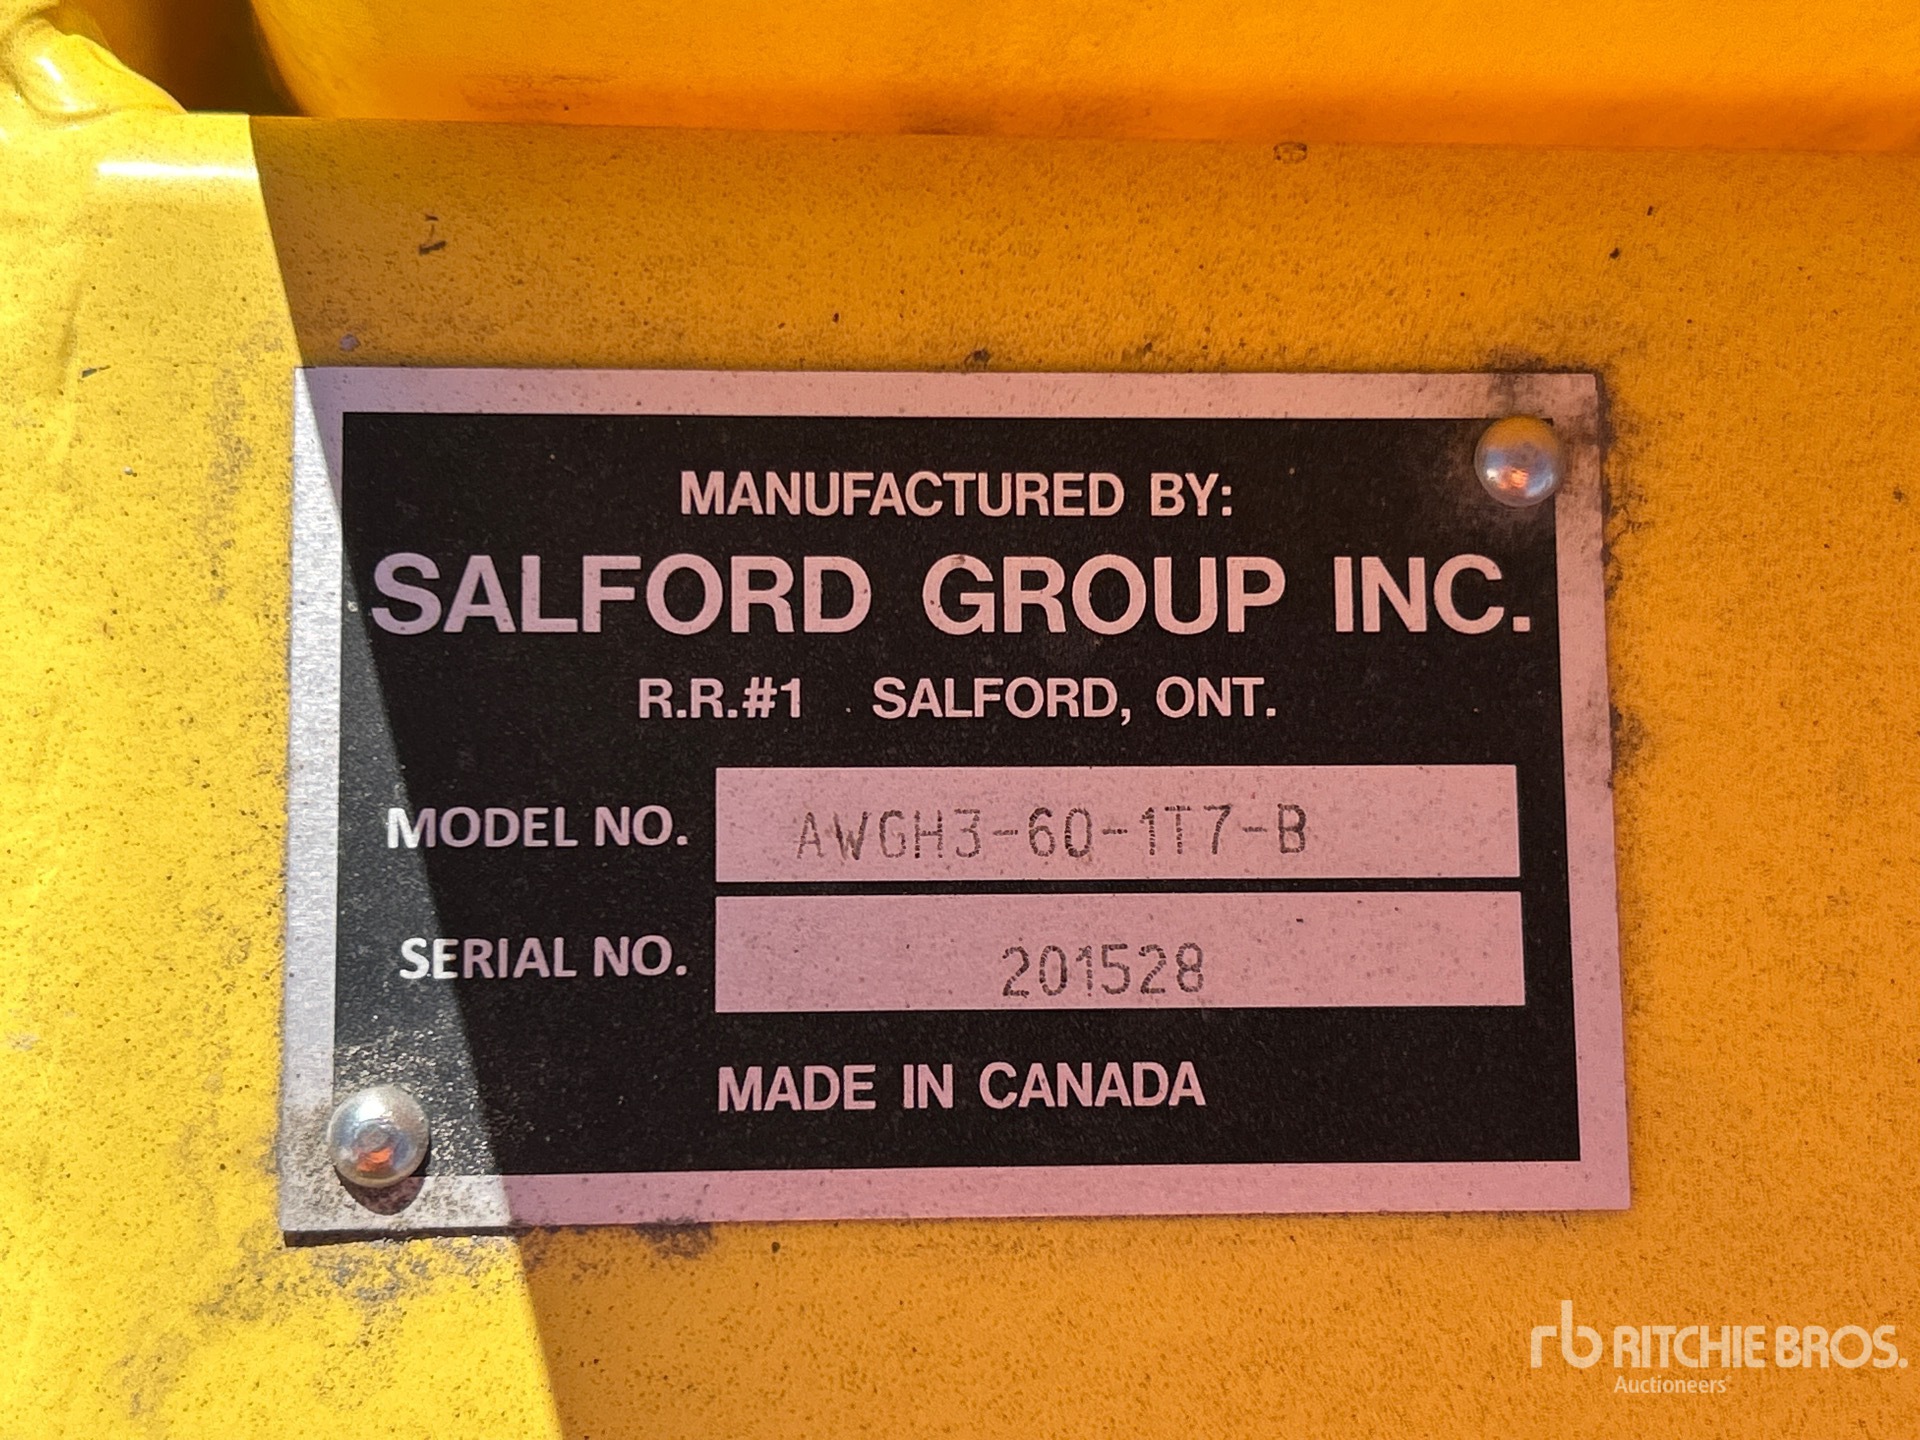 MANUFACTURED BY:
SALFORD GROUP INC.
R.R.#1 SALFORD, ONT.
MODEL NO. AWGH3-60-1T7-B
SERIAL NO. 201528
MADE IN CANADA
rb RITCHIE BROS.
Auctioneers